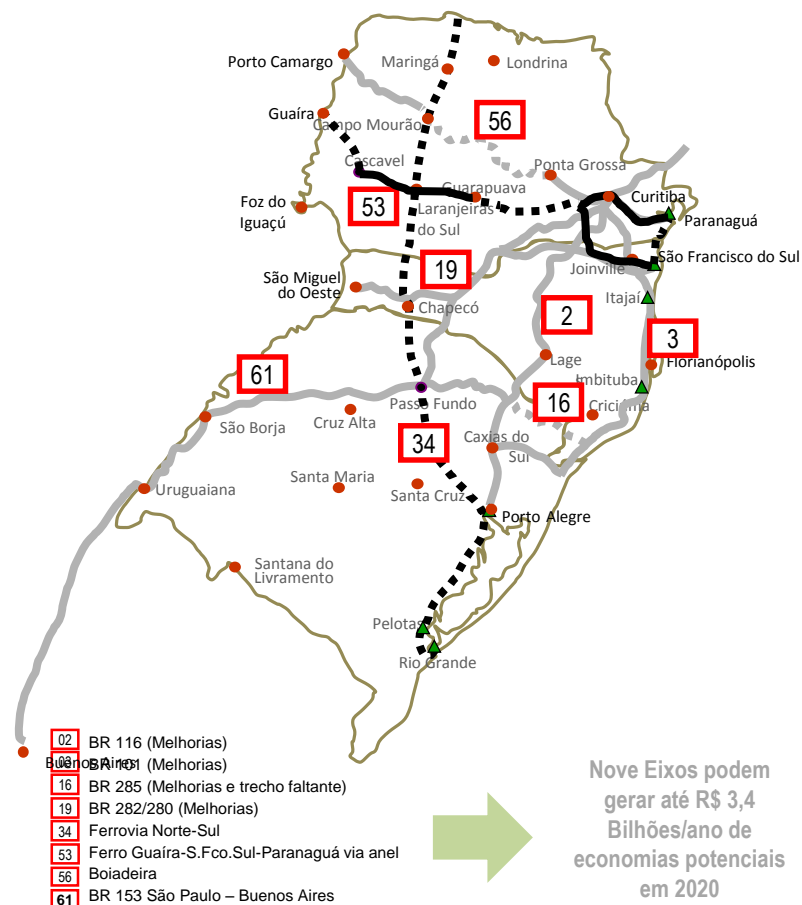 Porto Camargo
Maringá
Londrina
Guaíra
Campo Mourão
56
Cascavel
Ponta Grossa
Guarapuava
Curitiba
53
Foz do
Iguaçú
Laranjeiras
do Sul
Paranaguá
São Francisco do Sul
19
Joinville
São Miguel
do Oeste
Itajaí
Chapecó
2
3
Lage
Florianópolis
61
Imbituba
Passo Fundo
16
Criciúma
São Borja
Cruz Alta
34
Caxias do
Sul
Santa Maria
Santa Cruz
Uruguaiana
Porto Alegre
Santana do
Livramento
Pelotas
Rio Grande
Buenos Aires
02 BR 116 (Melhorias)
03 BR 101 (Melhorias)
16 BR 285 (Melhorias e trecho faltante)
19 BR 282/280 (Melhorias)
34 Ferrovia Norte-Sul
53 Ferro Guaíra-S.Fco.Sul-Paranaguá via anel
56 Boiadeira
61 BR 153 São Paulo – Buenos Aires
Nove Eixos podem
gerar até R$ 3,4
Bilhões/ano de
economias potenciais
em 2020